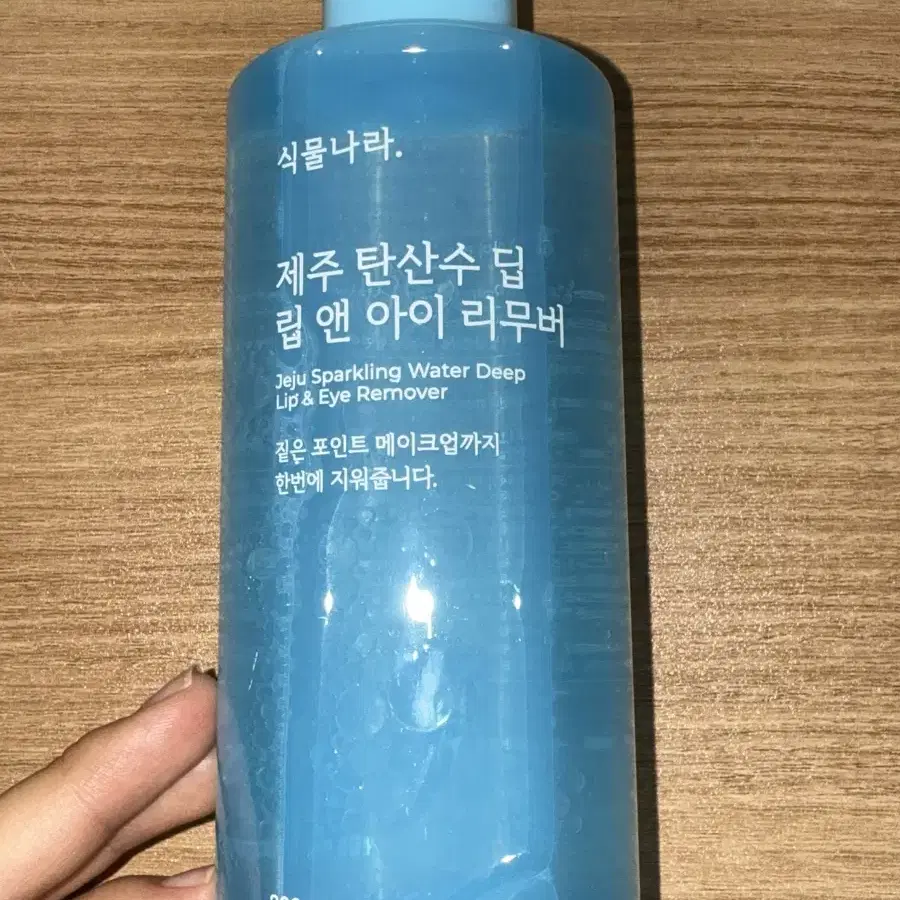 식물나라.
제주 탄산수 딥
립 앤 아이 리무버
Jeju Sparkling Water Deep
Lip & Eye Remover
짙은 포인트 메이크업까지
한번에 지워줍니다.